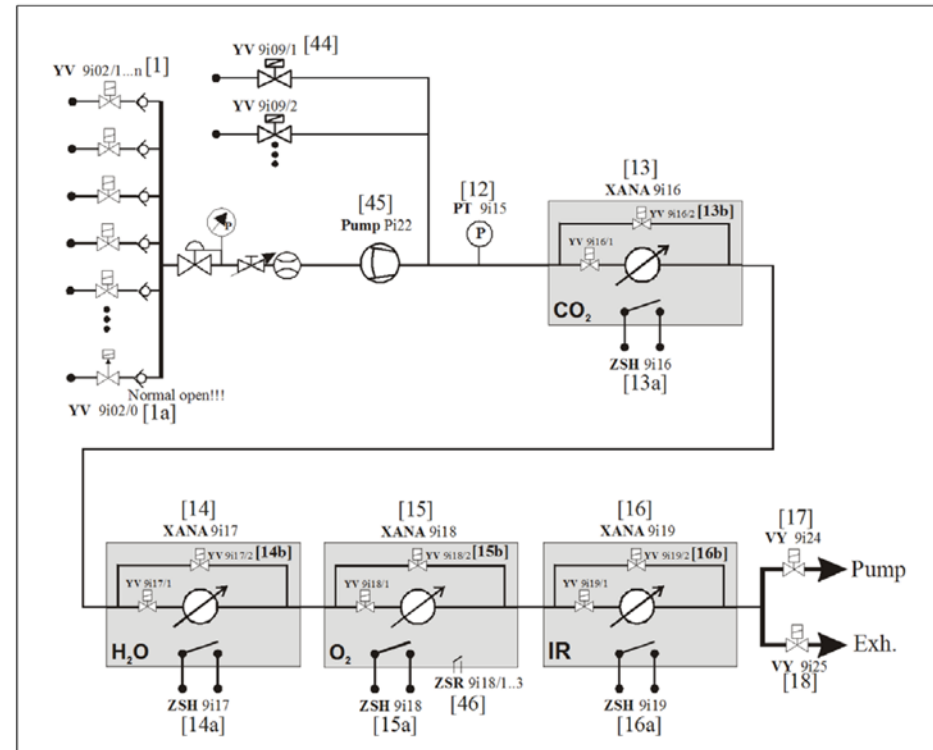 YV 9i09/1 [44]
YV 9i02/1...n [1]
YV 9i09/2
P
[45]
Pump Pi22
[12]
PT 9i15
P
[13]
XANA 9i16
YV 9i16/2 [13b]
YV 9i16/1
CO₂
ZSH 9i16
[13a]
Normal open!!!
YV 9i02/0 [1a]
[14]
XANA 9i17
YV 9i17/2 [14b]
YV 9i17/1
H₂O
ZSH 9i17
[14a]
[15]
XANA 9i18
YV 9i18/2 [15b]
YV 9i18/1
O₂
ZSR 9i18/1..3
[46]
ZSH 9i18
[15a]
[16]
XANA 9i19
YV 9i19/2 [16b]
YV 9i19/1
IR
ZSH 9i19
[16a]
[17]
VY 9i24
Pump
Exh.
VY 9i25
[18]